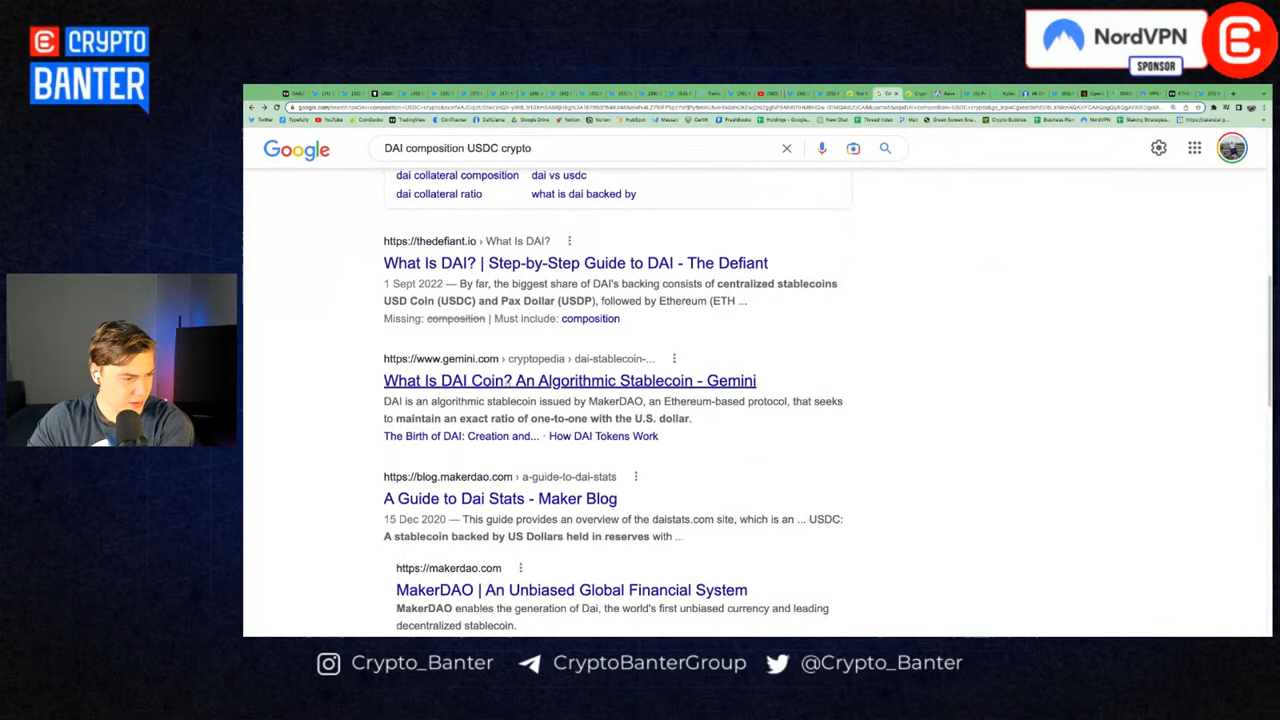 CRYPTO
BANTER
NordVPN
SPONSOR
Google
DAI composition USDC crypto
dai collateral composition
dai vs usdc
dai collateral ratio
what is dai backed by
https://thedefiant.io › What Is DAI?
What Is DAI? | Step-by-Step Guide to DAI - The Defiant
1 Sept 2022 — By far, the biggest share of DAI's backing consists of centralized stablecoins
USD Coin (USDC) and Pax Dollar (USDP), followed by Ethereum (ETH ...
Missing: composition | Must include: composition
https://www.gemini.com › cryptopedia › dai-stablecoin-...
What Is DAI Coin? An Algorithmic Stablecoin - Gemini
DAI is an algorithmic stablecoin issued by MakerDAO, an Ethereum-based protocol, that seeks
to maintain an exact ratio of one-to-one with the U.S. dollar.
The Birth of DAI: Creation and... · How DAI Tokens Work
https://blog.makerdao.com › a-guide-to-dai-stats
A Guide to Dai Stats - Maker Blog
15 Dec 2020 — This guide provides an overview of the daistats.com site, which is an ... USDC:
A stablecoin backed by US Dollars held in reserves with ...
https://makerdao.com
MakerDAO | An Unbiased Global Financial System
MakerDAO enables the generation of Dai, the world's first unbiased currency and leading
decentralized stablecoin.
Crypto_Banter
CryptoBanterGroup
@Crypto_Banter